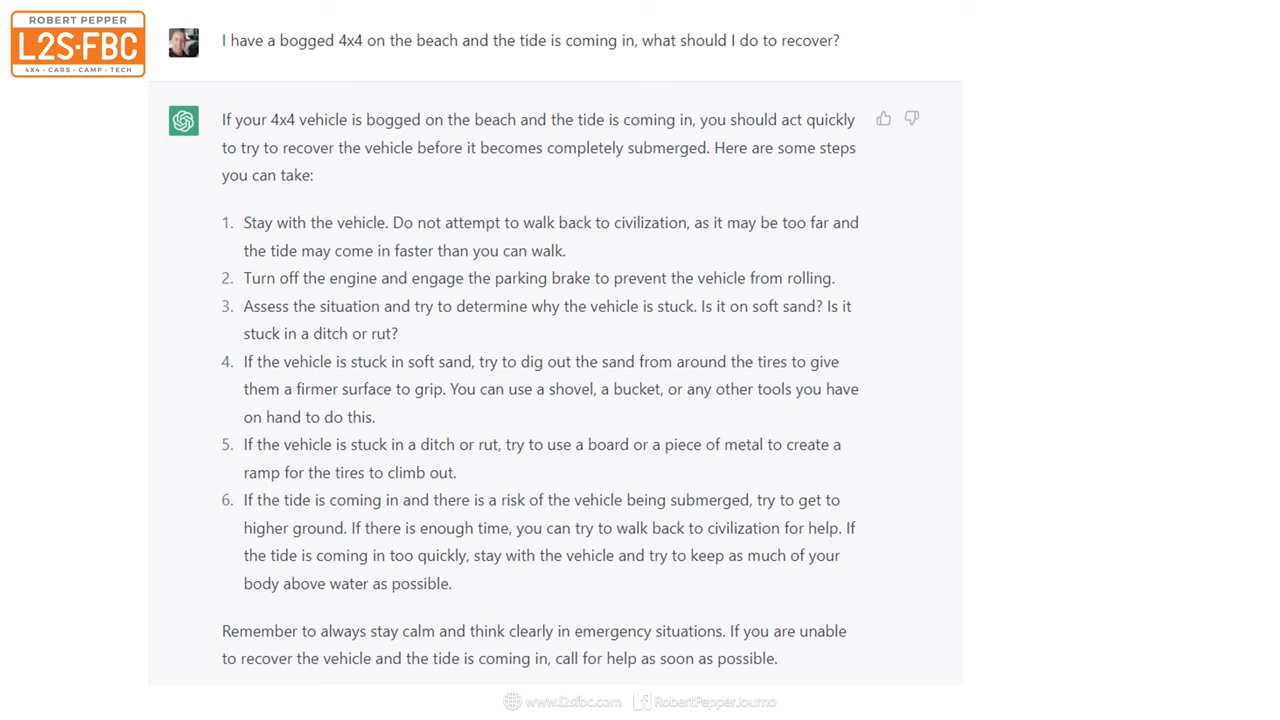 ROBERT PEPPER
L2S·FBC
4X4 • CARS • CAMP • TECH
I have a bogged 4x4 on the beach and the tide is coming in, what should I do to recover?
If your 4x4 vehicle is bogged on the beach and the tide is coming in, you should act quickly
to try to recover the vehicle before it becomes completely submerged. Here are some steps
you can take:
1. Stay with the vehicle. Do not attempt to walk back to civilization, as it may be too far and
the tide may come in faster than you can walk.
2. Turn off the engine and engage the parking brake to prevent the vehicle from rolling.
3. Assess the situation and try to determine why the vehicle is stuck. Is it on soft sand? Is it
stuck in a ditch or rut?
4. If the vehicle is stuck in soft sand, try to dig out the sand from around the tires to give
them a firmer surface to grip. You can use a shovel, a bucket, or any other tools you have
on hand to do this.
5. If the vehicle is stuck in a ditch or rut, try to use a board or a piece of metal to create a
ramp for the tires to climb out.
6. If the tide is coming in and there is a risk of the vehicle being submerged, try to get to
higher ground. If there is enough time, you can try to walk back to civilization for help. If
the tide is coming in too quickly, stay with the vehicle and try to keep as much of your
body above water as possible.
Remember to always stay calm and think clearly in emergency situations. If you are unable
to recover the vehicle and the tide is coming in, call for help as soon as possible.
www.l2sfbc.com RobertPepperJourno